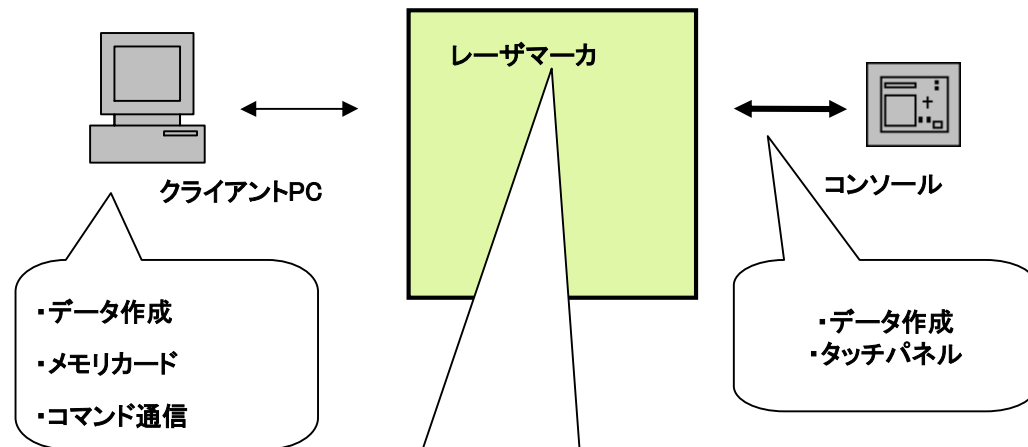 レーザマーカ
クライアントPC
コンソール
・データ作成
・メモリカード
・コマンド通信
・データ作成
・タッチパネル